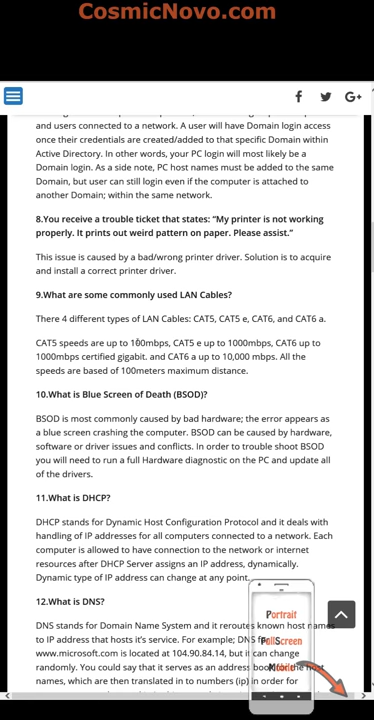 CosmicNovo.com
and users connected to a network. A user will have Domain login access
once their credentials are created/added to that specific Domain within
Active Directory. In other words, your PC login will most likely be a
Domain login. As a side note, PC host names must be added to the same
Domain, but user can still login even if the computer is attached to
another Domain; within the same network.
8.You receive a trouble ticket that states: “My printer is not working
properly. It prints out weird pattern on paper. Please assist.”
This issue is caused by a bad/wrong printer driver. Solution is to acquire
and install a correct printer driver.
9.What are some commonly used LAN Cables?
There 4 different types of LAN Cables: CAT5, CAT5 e, CAT6, and CAT6 a.
CAT5 speeds are up to 100mbps, CAT5 e up to 1000mbps, CAT6 up to
1000mbps certified gigabit. and CAT6 a up to 10,000 mbps. All the
speeds are based of 100meters maximum distance.
10.What is Blue Screen of Death (BSOD)?
BSOD is most commonly caused by bad hardware; the error appears as
a blue screen crashing the computer. BSOD can be caused by hardware,
software or driver issues and conflicts. In order to trouble shoot BSOD
you will need to run a full Hardware diagnostic on the PC and update all
of the drivers.
11.What is DHCP?
DHCP stands for Dynamic Host Configuration Protocol and it deals with
handling of IP addresses for all computers connected to a network. Each
computer is allowed to have connection to the network or internet
resources after DHCP Server assigns an IP address, dynamically.
Dynamic type of IP address can change at any point.
12.What is DNS?
DNS stands for Domain Name System and it reroutes known host names
to IP address that hosts it’s service. For example; DNS for
www.microsoft.com is located at 104.90.84.14, but it can change
randomly. You could say that it serves as an address book for the host
names, which are then translated in to numbers (ip) in order for
Portrait
FullScreen
Mobile